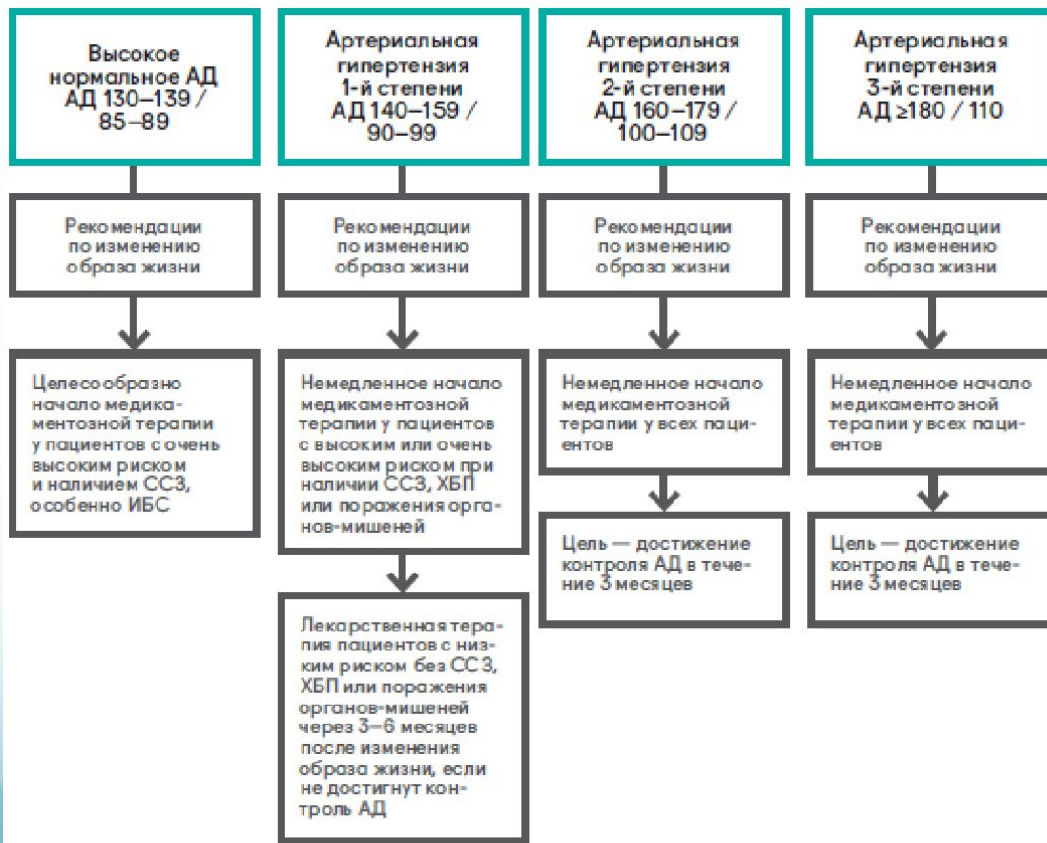 Высокое
нормальное АД
АД 130–139 /
85–89
Рекомендации
по изменению
образа жизни
Целесообразно
начало медика-
ментозной терапии
у пациентов с очень
высоким риском
и наличием ССЗ,
особенно ИБС
Артериальная
гипертензия
1-й степени
АД 140–159 /
90–99
Рекомендации
по изменению
образа жизни
Немедленное начало
медикаментозной
терапии у пациентов
с высоким или очень
высоким риском при
наличии ССЗ, ХБП
или поражения орга-
нов-мишеней
Лекарственная тера-
пия пациентов с низ-
ким риском без ССЗ,
ХБП или поражения
органов-мишеней
через 3–6 месяцев
после изменения
образа жизни, если
не достигнут кон-
троль АД
Артериальная
гипертензия
2-й степени
АД 160–179 /
100–109
Рекомендации
по изменению
образа жизни
Немедленное начало
медикаментозной
терапии у всех паци-
ентов
Цель — достижение
контроля АД в тече-
ние 3 месяцев
Артериальная
гипертензия
3-й степени
АД ≥180 / 110
Рекомендации
по изменению
образа жизни
Немедленное начало
медикаментозной
терапии у всех паци-
ентов
Цель — достижение
контроля АД в тече-
ние 3 месяцев